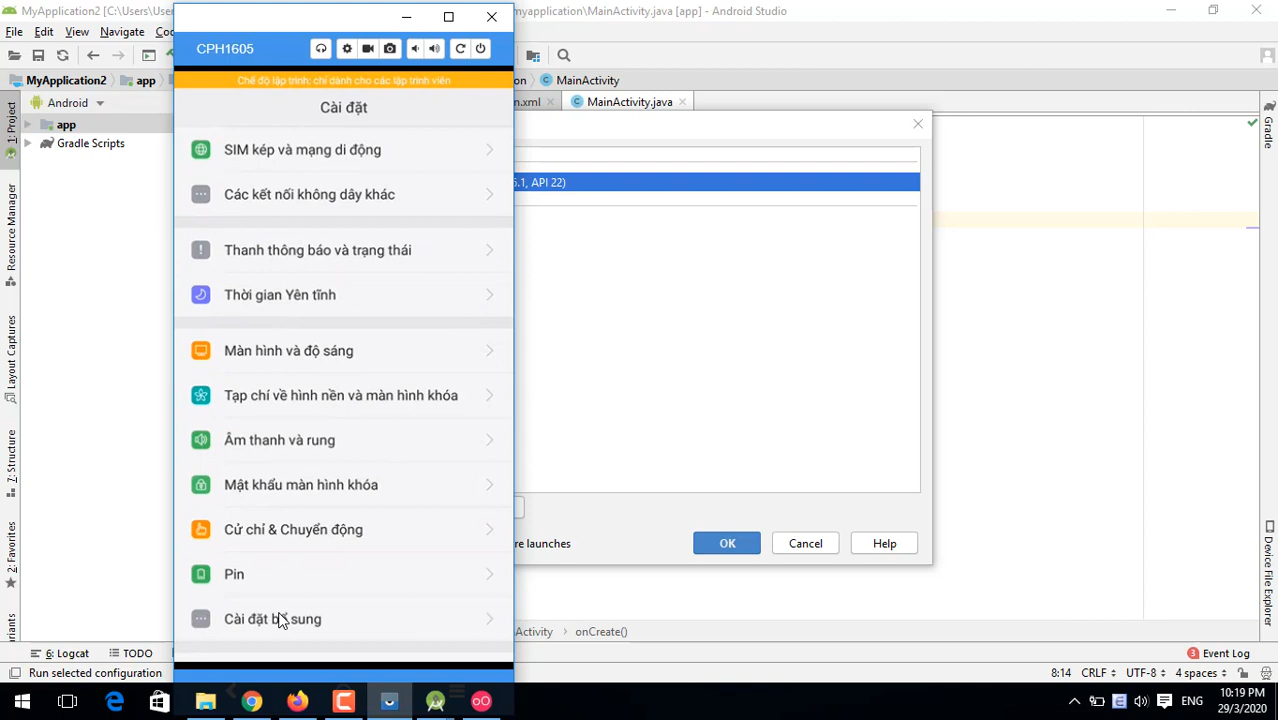 MyApplication2 [C:\Users
myapplication\MainActivity.java [app] - Android Studio
File Edit View Navigate
CPH1605
MyApplication2 app
MainActivity
Android
.xml
MainActivity.java
app
Gradle Scripts
Chế độ lập trình: chỉ dành cho các lập trình viên
Cài đặt
SIM kép và mạng di động
Các kết nối không dây khác
Thanh thông báo và trạng thái
Thời gian Yên tĩnh
Màn hình và độ sáng
Tạp chí về hình nền và màn hình khóa
Âm thanh và rung
Mật khẩu màn hình khóa
Cử chỉ & Chuyển động
Pin
Cài đặt bổ sung
API 22)
launches
OK Cancel Help
1: Project
Resource Manager
Layout Captures
Z: Structure
2: Favorites
Gradle
Device File Explorer
onCreate()
6: Logcat TODO
3 Event Log
Run selected configuration
8:14 CRLF UTF-8 4
10:19 PM
29/3/2020